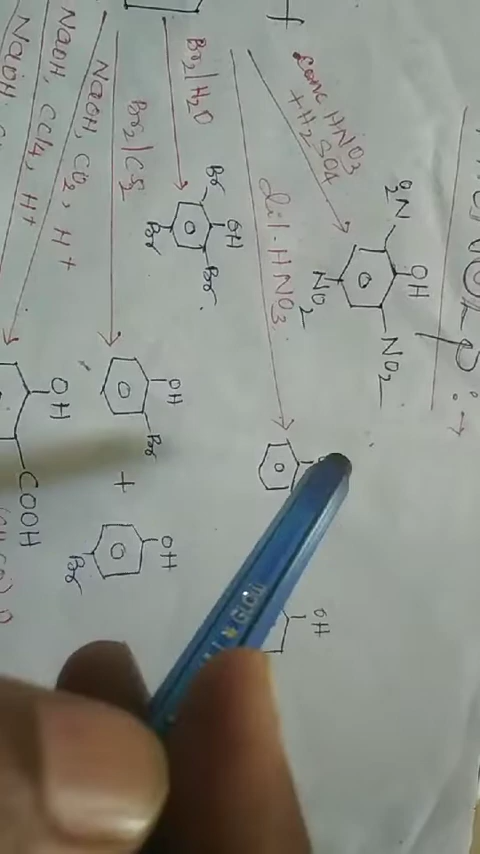 conc HNO3
+ H2SO4
O2N
OH
NO2
NO2
dil. HNO3
OH
Br2/H2O
Br
OH
Br
Br
Br2/CS2
OH
Br
+
OH
Br
NaOH, CO2, H+
OH
COOH
NaOH, CCl4, H+
NaOH